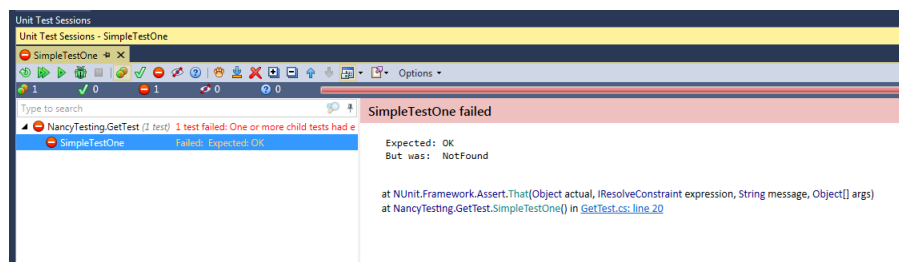 Unit Test Sessions
Unit Test Sessions - SimpleTestOne
SimpleTestOne
Options
1 0 1 0 0
Type to search
NancyTesting.GetTest (1 test) 1 test failed: One or more child tests had e
SimpleTestOne Failed: Expected: OK
SimpleTestOne failed
Expected: OK
But was: NotFound
at NUnit.Framework.Assert.That(Object actual, IResolveConstraint expression, String message, Object[] args)
at NancyTesting.GetTest.SimpleTestOne() in GetTest.cs: line 20